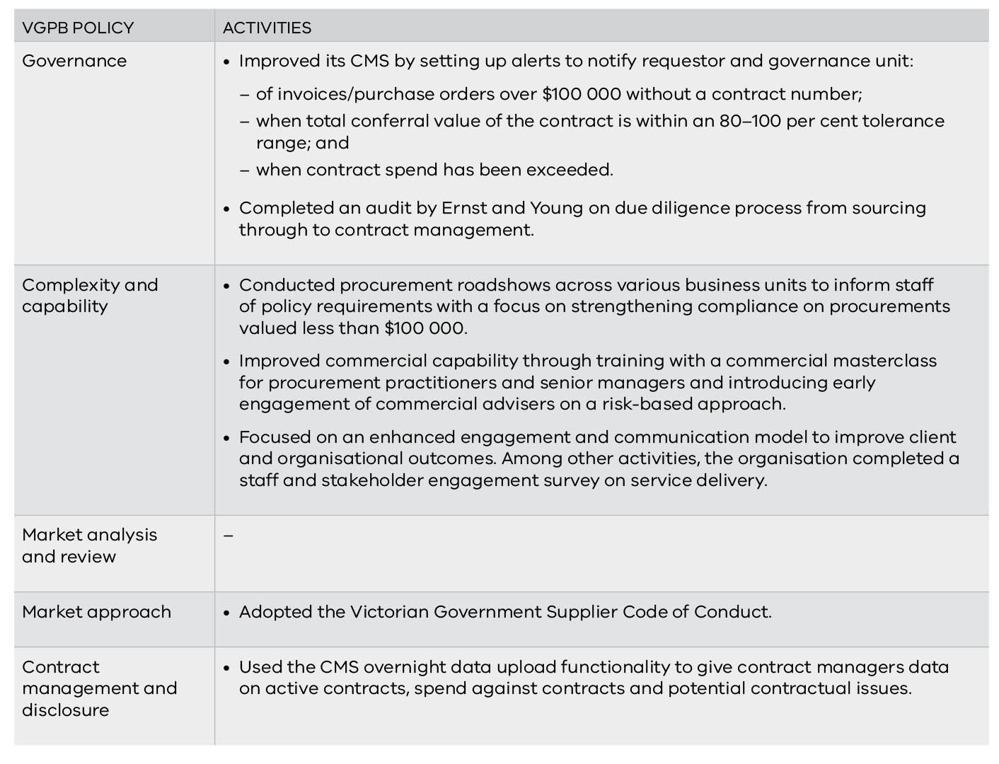 VGPB POLICY
ACTIVITIES
Governance
• Improved its CMS by setting up alerts to notify requestor and governance unit:
– of invoices/purchase orders over $100 000 without a contract number;
– when total conferral value of the contract is within an 80–100 per cent tolerance
range; and
– when contract spend has been exceeded.
• Completed an audit by Ernst and Young on due diligence process from sourcing
through to contract management.
Complexity and
capability
• Conducted procurement roadshows across various business units to inform staff
of policy requirements with a focus on strengthening compliance on procurements
valued less than $100 000.
• Improved commercial capability through training with a commercial masterclass
for procurement practitioners and senior managers and introducing early
engagement of commercial advisers on a risk-based approach.
• Focused on an enhanced engagement and communication model to improve client
and organisational outcomes. Among other activities, the organisation completed a
staff and stakeholder engagement survey on service delivery.
Market analysis
and review
–
Market approach
• Adopted the Victorian Government Supplier Code of Conduct.
Contract
management and
disclosure
• Used the CMS overnight data upload functionality to give contract managers data
on active contracts, spend against contracts and potential contractual issues.